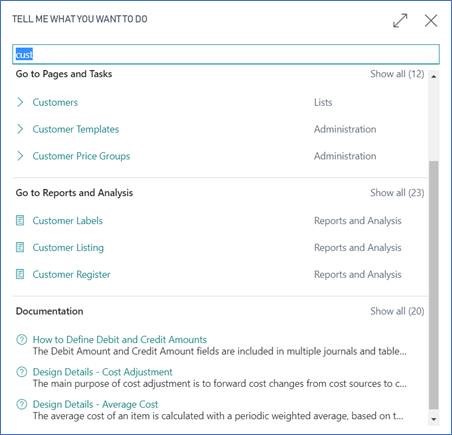 TELL ME WHAT YOU WANT TO DO
cust
Go to Pages and Tasks Show all (12)
Customers Lists
Customer Templates Administration
Customer Price Groups Administration
Go to Reports and Analysis Show all (23)
Customer Labels Reports and Analysis
Customer Listing Reports and Analysis
Customer Register Reports and Analysis
Documentation Show all (20)
How to Define Debit and Credit Amounts
The Debit Amount and Credit Amount fields are included in multiple journals and table...
Design Details - Cost Adjustment
The main purpose of cost adjustment is to forward cost changes from cost sources to c...
Design Details - Average Cost
The average cost of an item is calculated with a periodic weighted average, based on t...